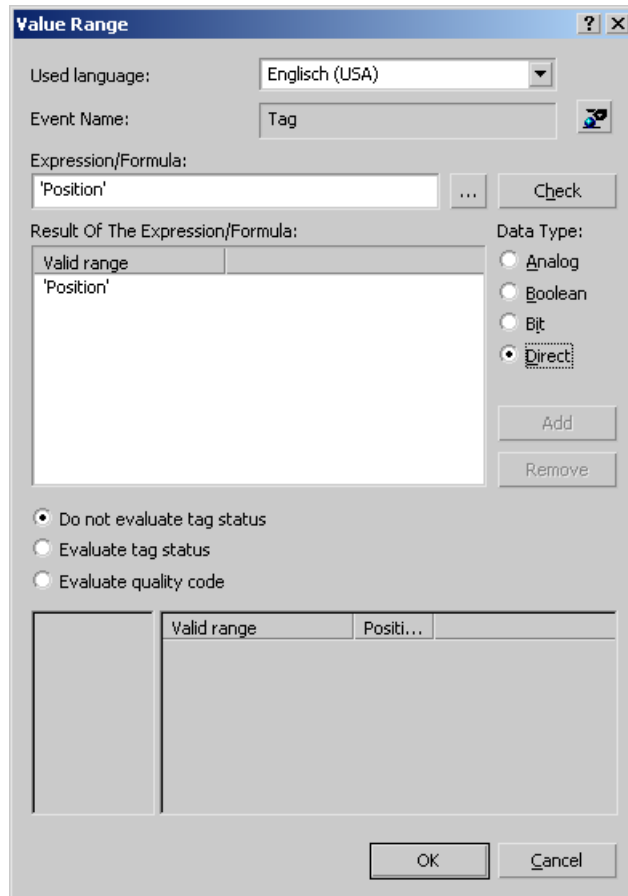 Value Range
Used language:
Englisch (USA)
Event Name:
Tag
Expression/Formula:
'Position'
...
Check
Result Of The Expression/Formula:
Data Type:
Valid range
'Position'
Analog
Boolean
Bit
Direct
Add
Remove
Do not evaluate tag status
Evaluate tag status
Evaluate quality code
Valid range
Positi...
OK
Cancel